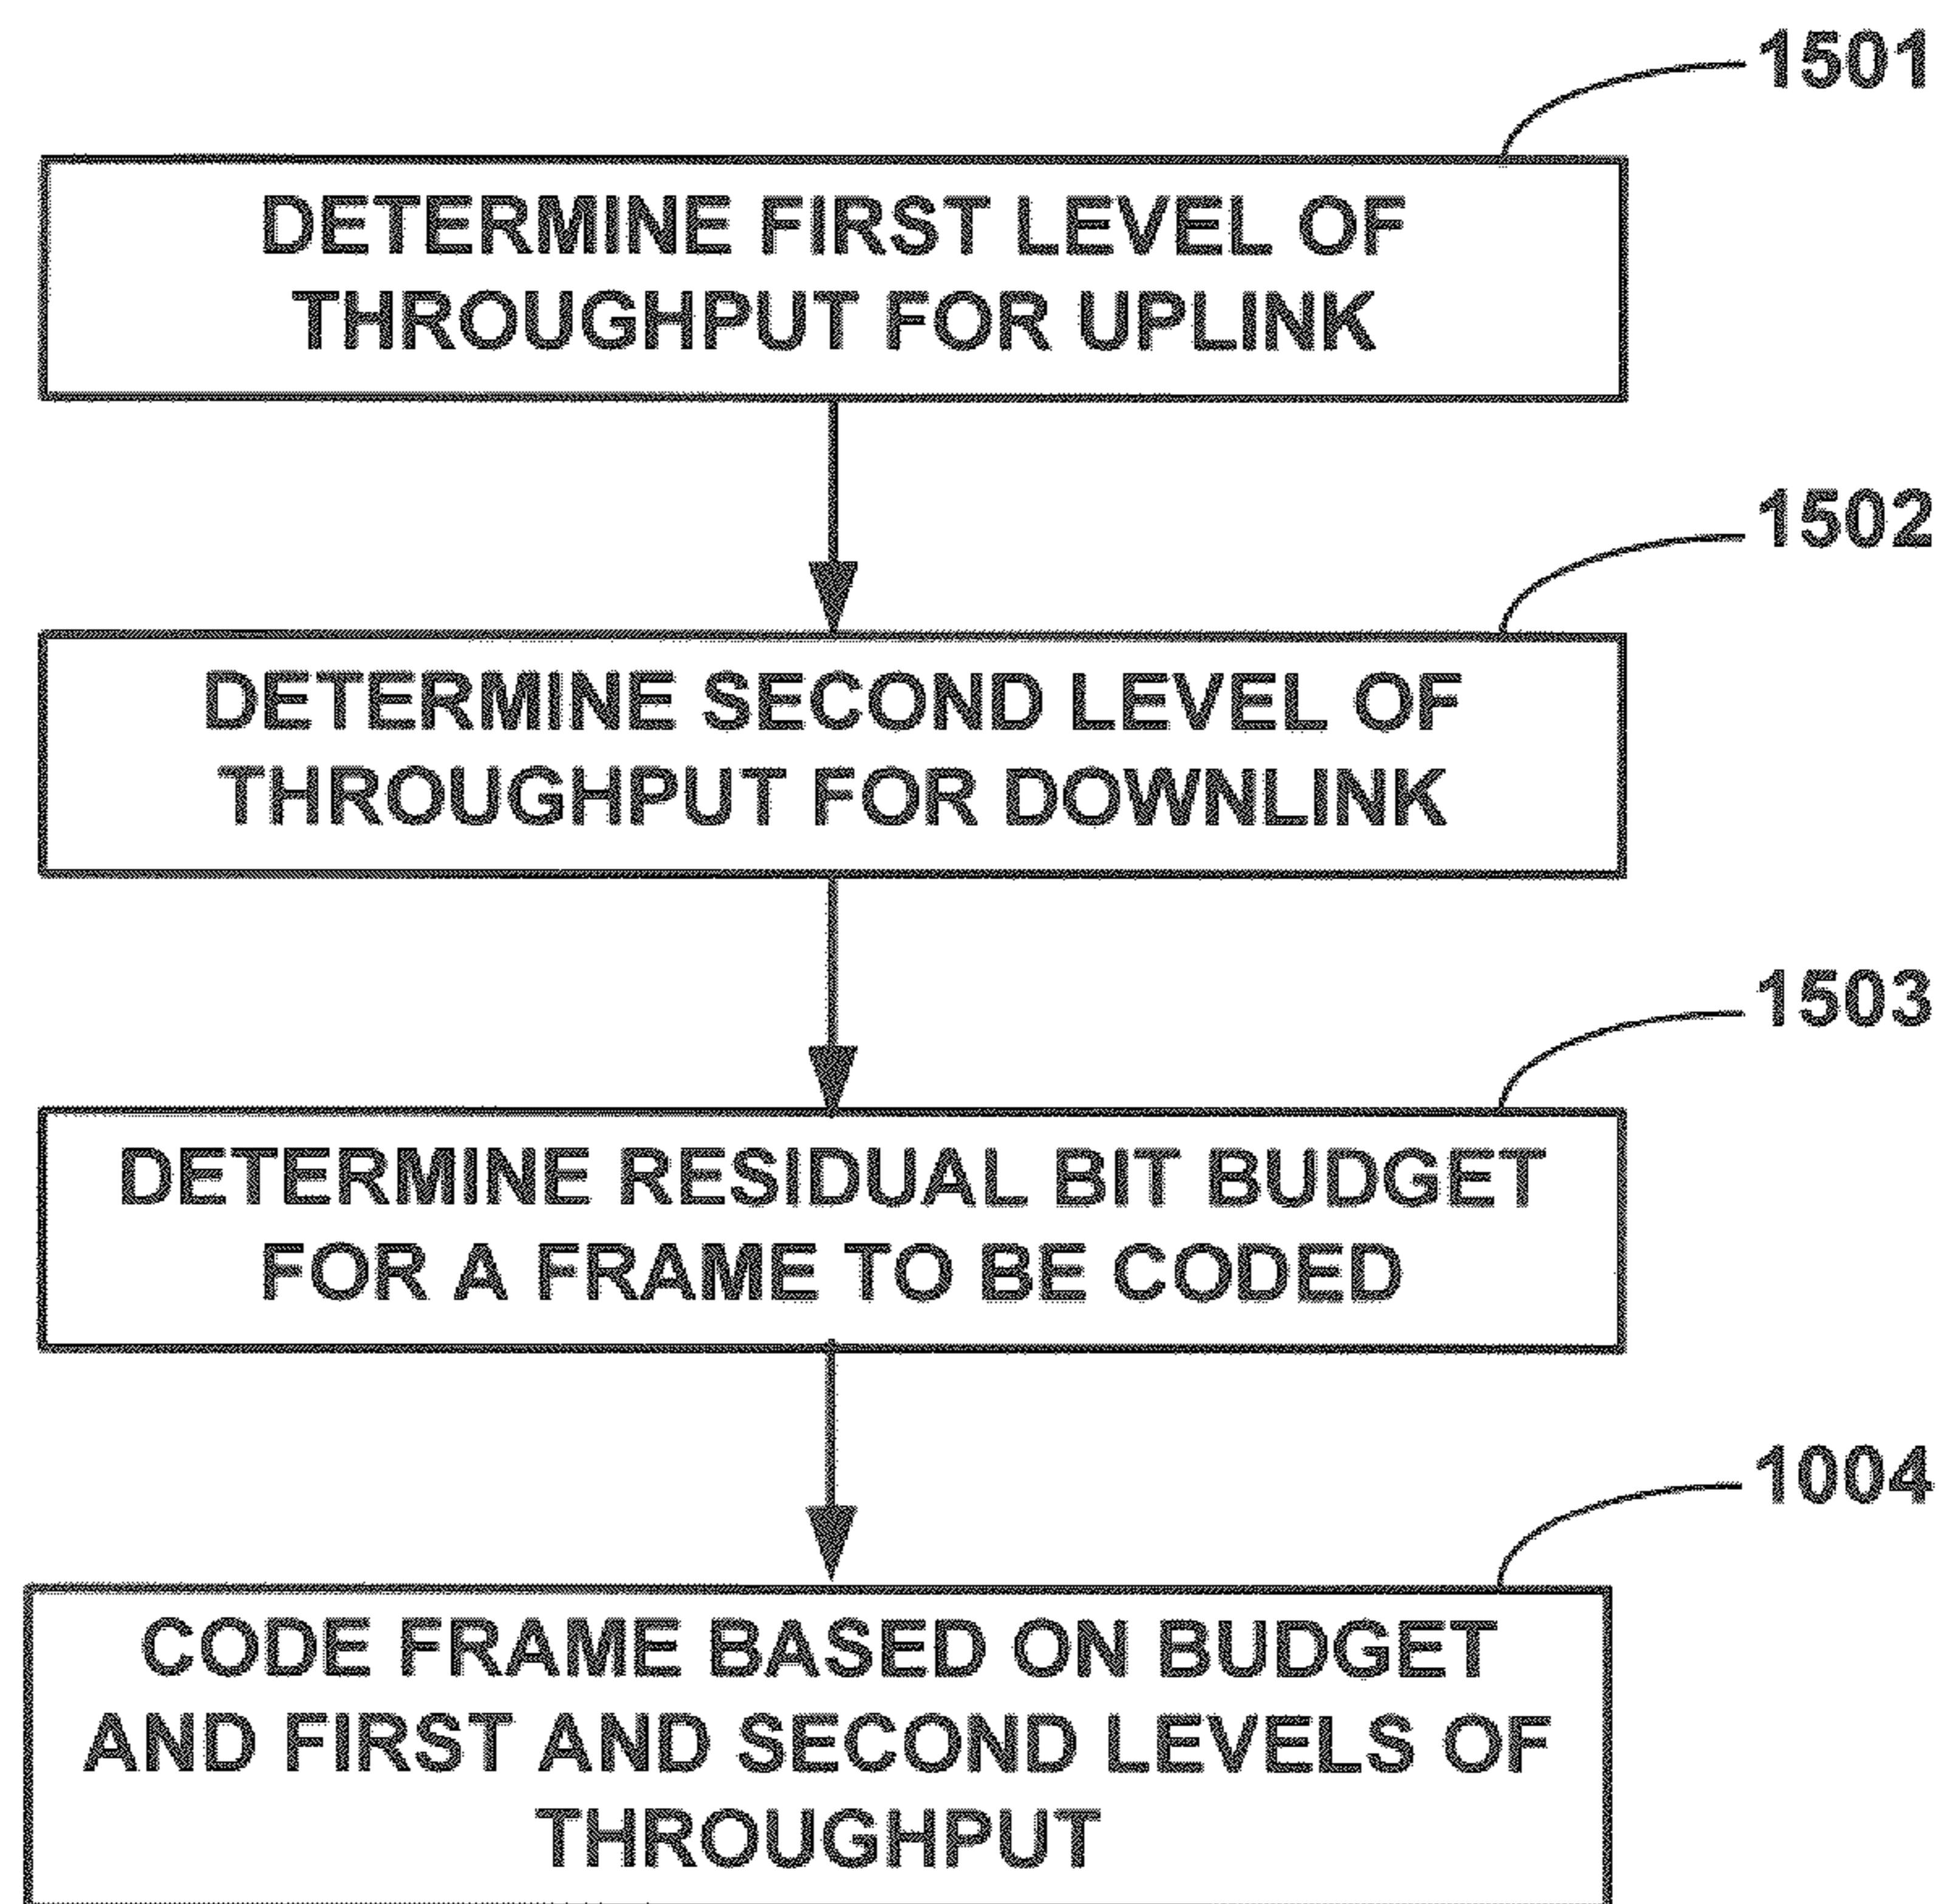 1501
DETERMINE FIRST LEVEL OF
THROUGHPUT FOR UPLINK
1502
DETERMINE SECOND LEVEL OF
THROUGHPUT FOR DOWNLINK
1503
DETERMINE RESIDUAL BIT BUDGET
FOR A FRAME TO BE CODED
1004
CODE FRAME BASED ON BUDGET
AND FIRST AND SECOND LEVELS OF
THROUGHPUT